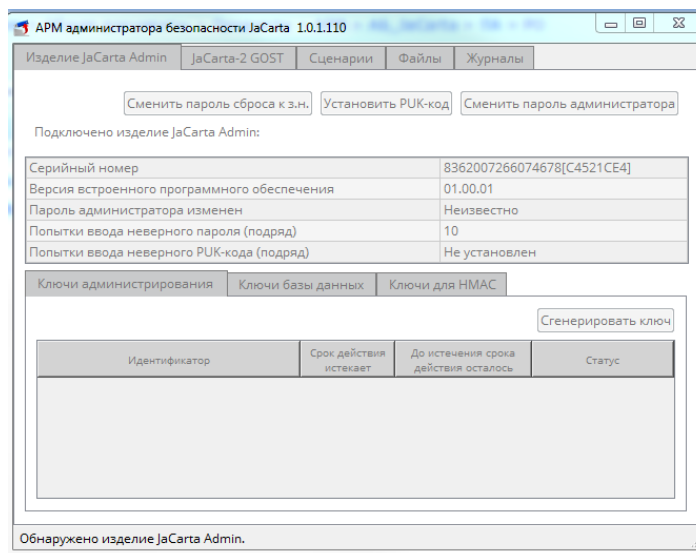 АРМ администратора безопасности JaCarta 1.0.1.110
Изделие JaCarta Admin JaCarta-2 GOST Сценарии Файлы Журналы
Сменить пароль сброса к з.н. Установить PUK-код Сменить пароль администратора
Подключено изделие JaCarta Admin:
Серийный номер 8362007266074678[C4521CE4]
Версия встроенного программного обеспечения 01.00.01
Пароль администратора изменен Неизвестно
Попытки ввода неверного пароля (подряд) 10
Попытки ввода неверного PUK-кода (подряд) Не установлен
Ключи администрирования Ключи базы данных Ключи для HMAC
Сгенерировать ключ
Идентификатор Срок действия До истечения срока Статус
истекает действия осталось
Обнаружено изделие JaCarta Admin.